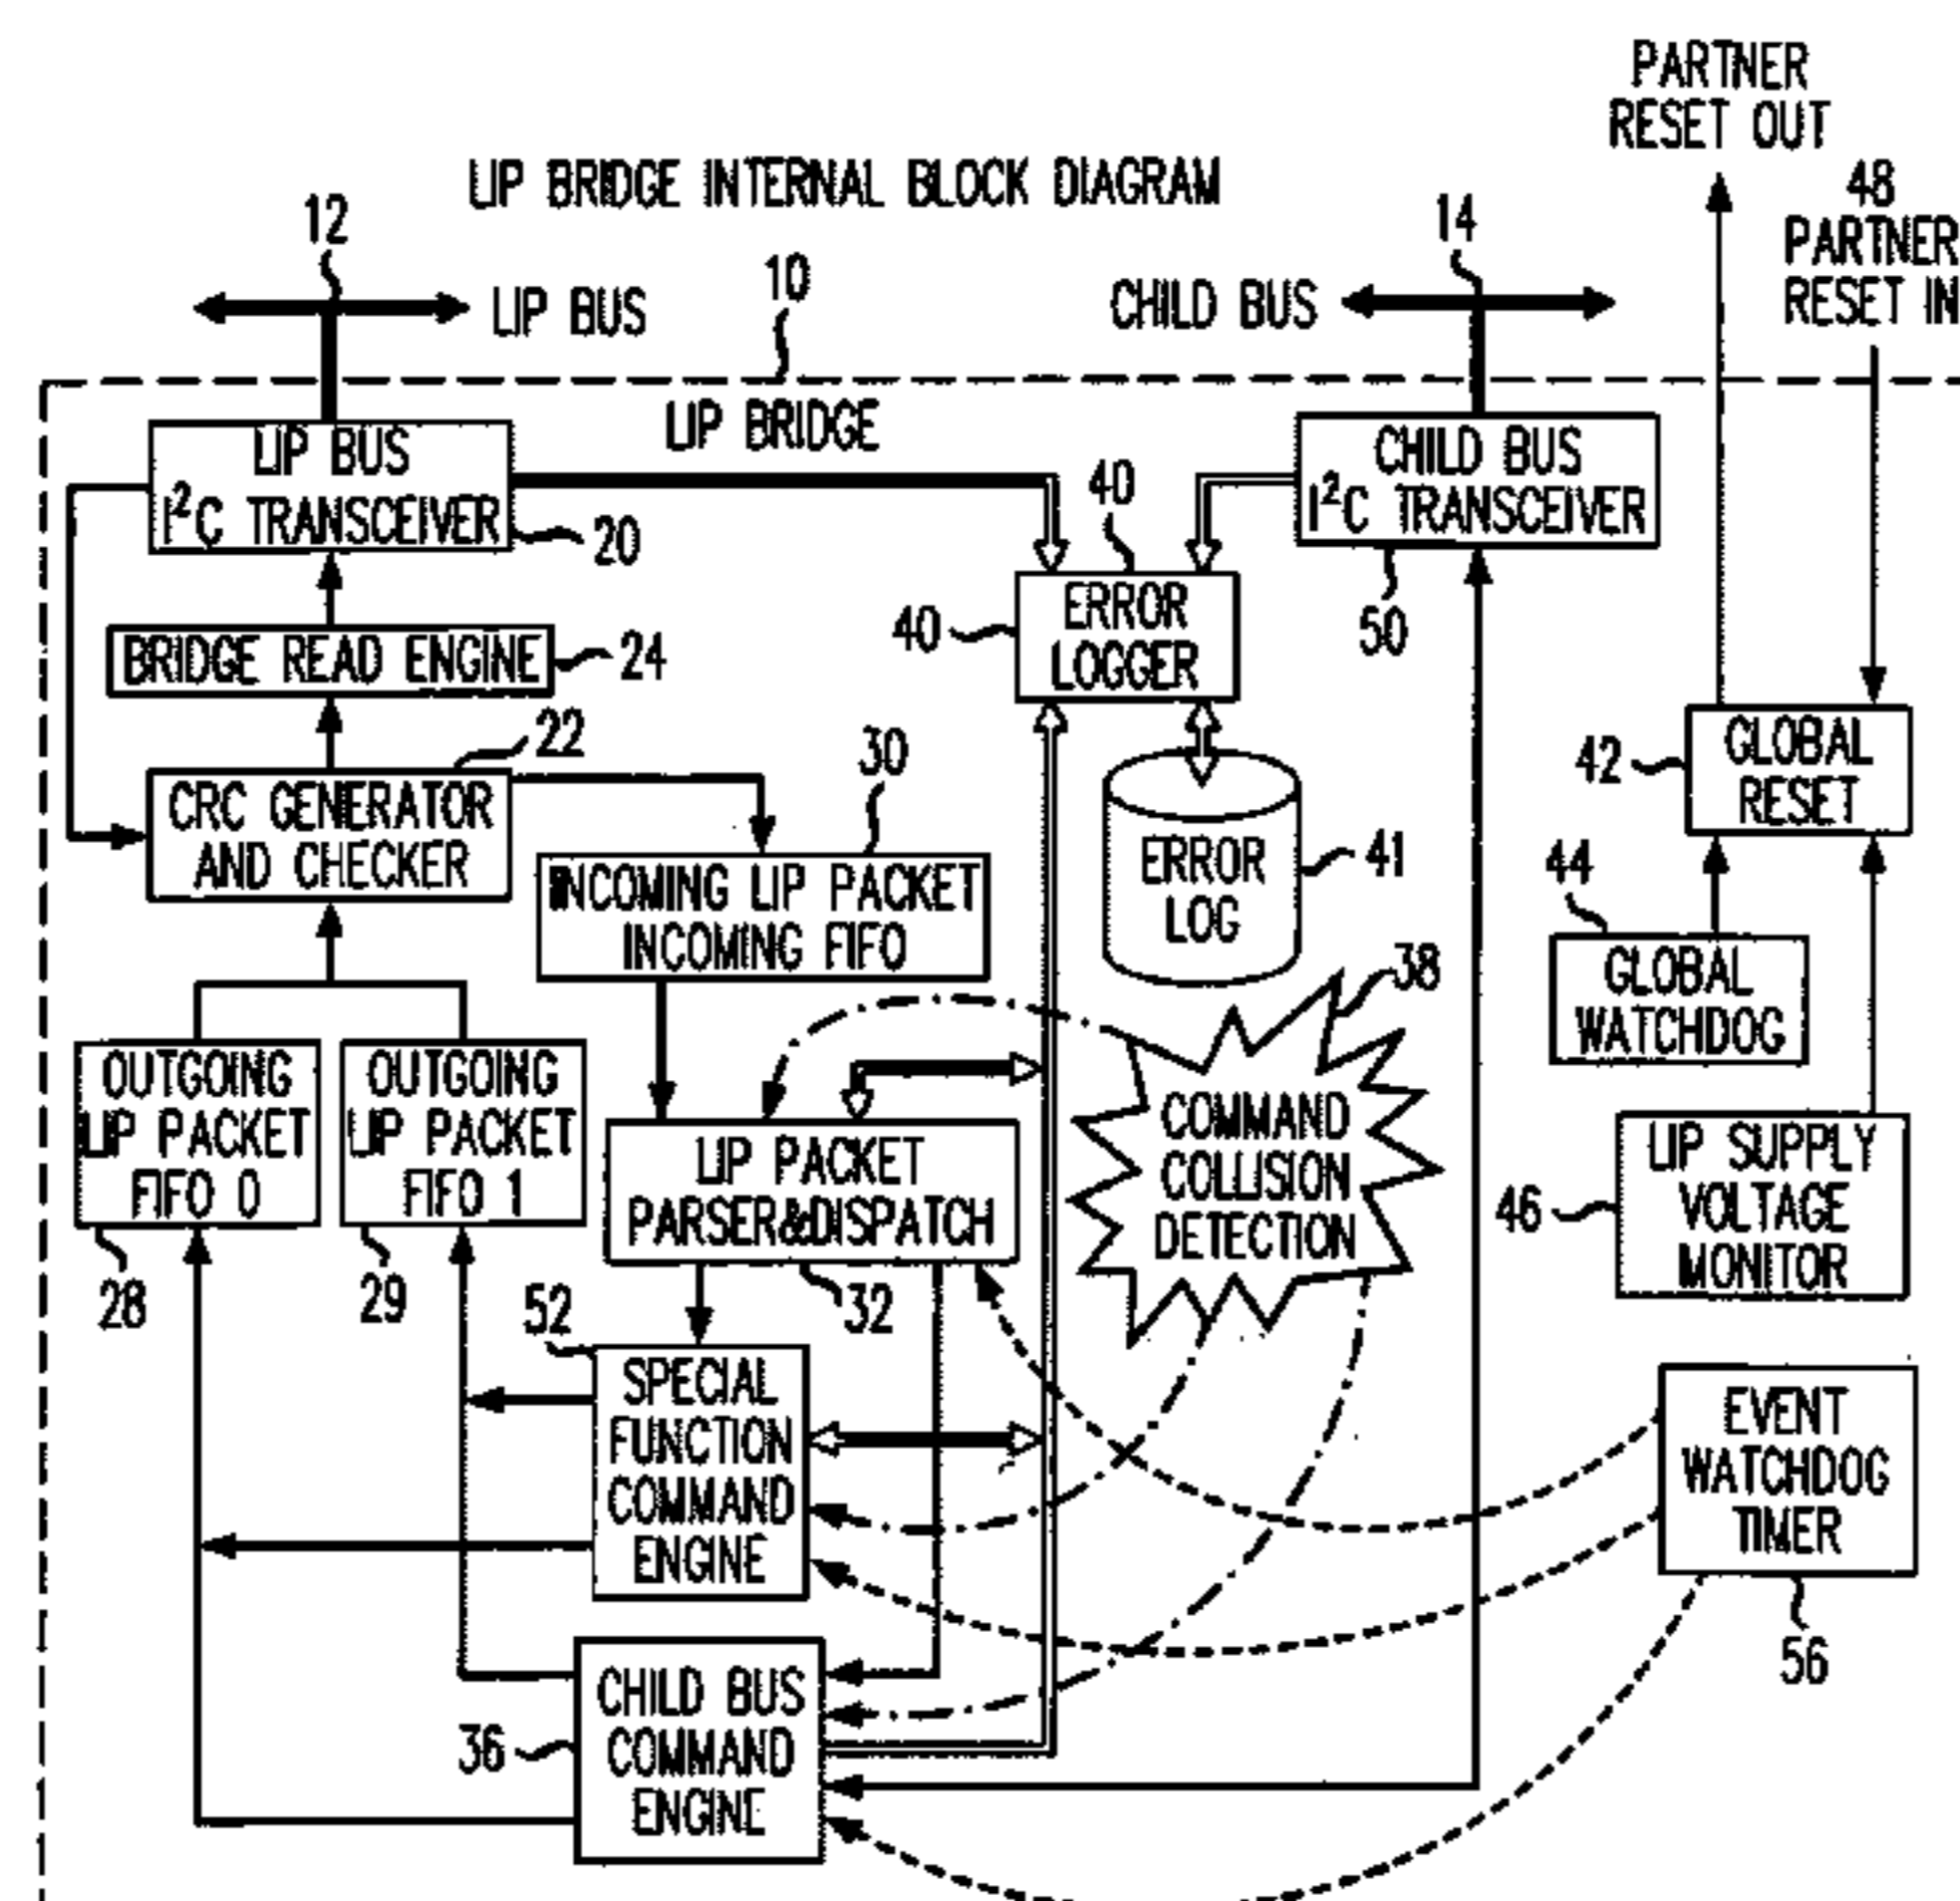 PARTNER
RESET OUT
LIP BRIDGE INTERNAL BLOCK DIAGRAM
48
PARTNER
RESET IN
12
LIP BUS
10
CHILD BUS
14
LIP BRIDGE
LIP BUS
I²C TRANSCEIVER
20
CHILD BUS
I²C TRANSCEIVER
50
40
40
ERROR
LOGGER
BRIDGE READ ENGINE
24
22
CRC GENERATOR
AND CHECKER
30
INCOMING LIP PACKET
INCOMING FIFO
ERROR
LOG
41
42
GLOBAL
RESET
44
GLOBAL
WATCHDOG
38
COMMAND
COLLISION
DETECTION
OUTGOING
LIP PACKET
FIFO 0
28
OUTGOING
LIP PACKET
FIFO 1
29
LIP PACKET
PARSER&DISPATCH
32
46
LIP SUPPLY
VOLTAGE
MONITOR
52
SPECIAL
FUNCTION
COMMAND
ENGINE
EVENT
WATCHDOG
TIMER
56
36
CHILD BUS
COMMAND
ENGINE